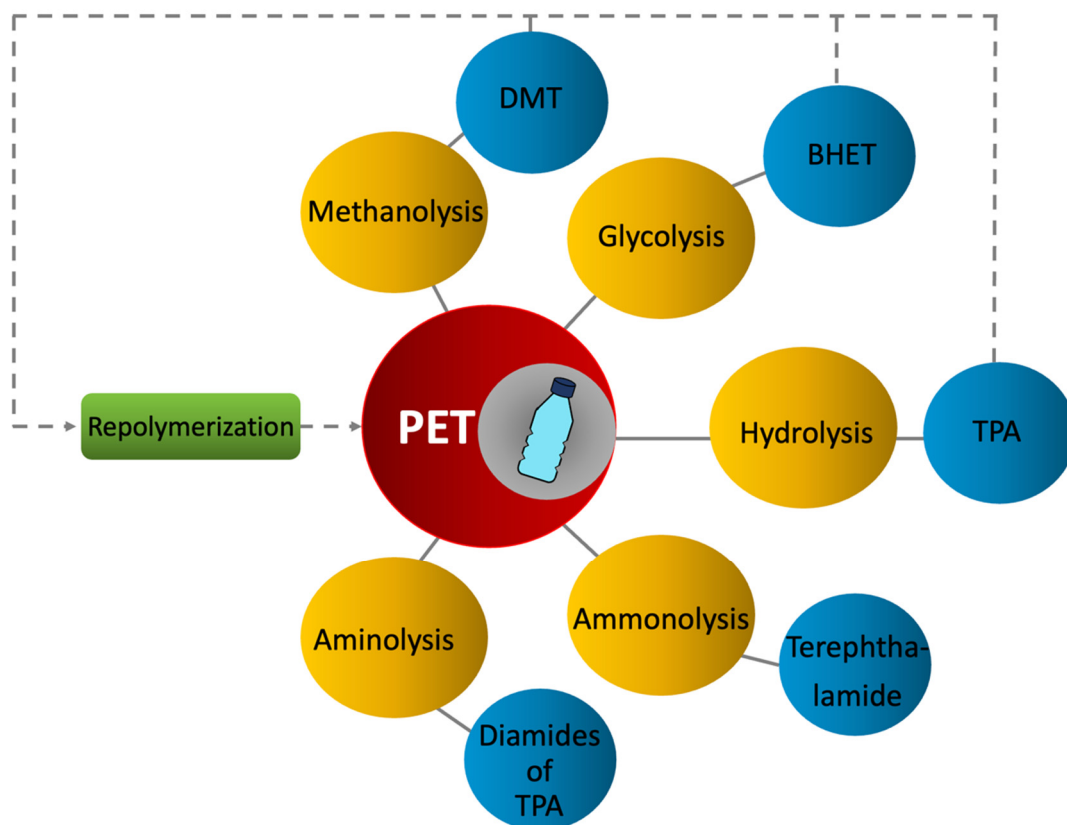 DMT
BHET
Methanolysis
Glycolysis
Repolymerization
PET
Hydrolysis
TPA
Aminolysis
Ammonolysis
Terephtha-
lamide
Diamides
of
TPA